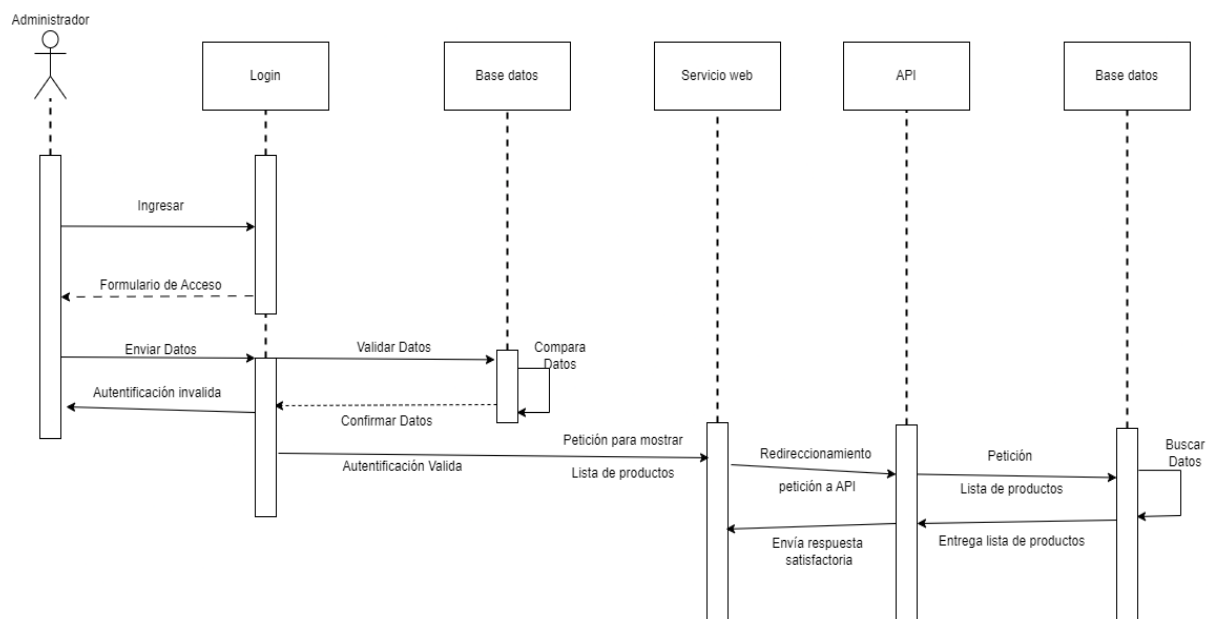 Administrador
Login
Base datos
Servicio web
API
Base datos
Ingresar
Formulario de Acceso
Enviar Datos
Validar Datos
Compara
Datos
Autentificación invalida
Confirmar Datos
Autentificación Valida
Petición para mostrar
Lista de productos
Redireccionamiento
petición a API
Petición
Lista de productos
Buscar
Datos
Envía respuesta
satisfactoria
Entrega lista de productos